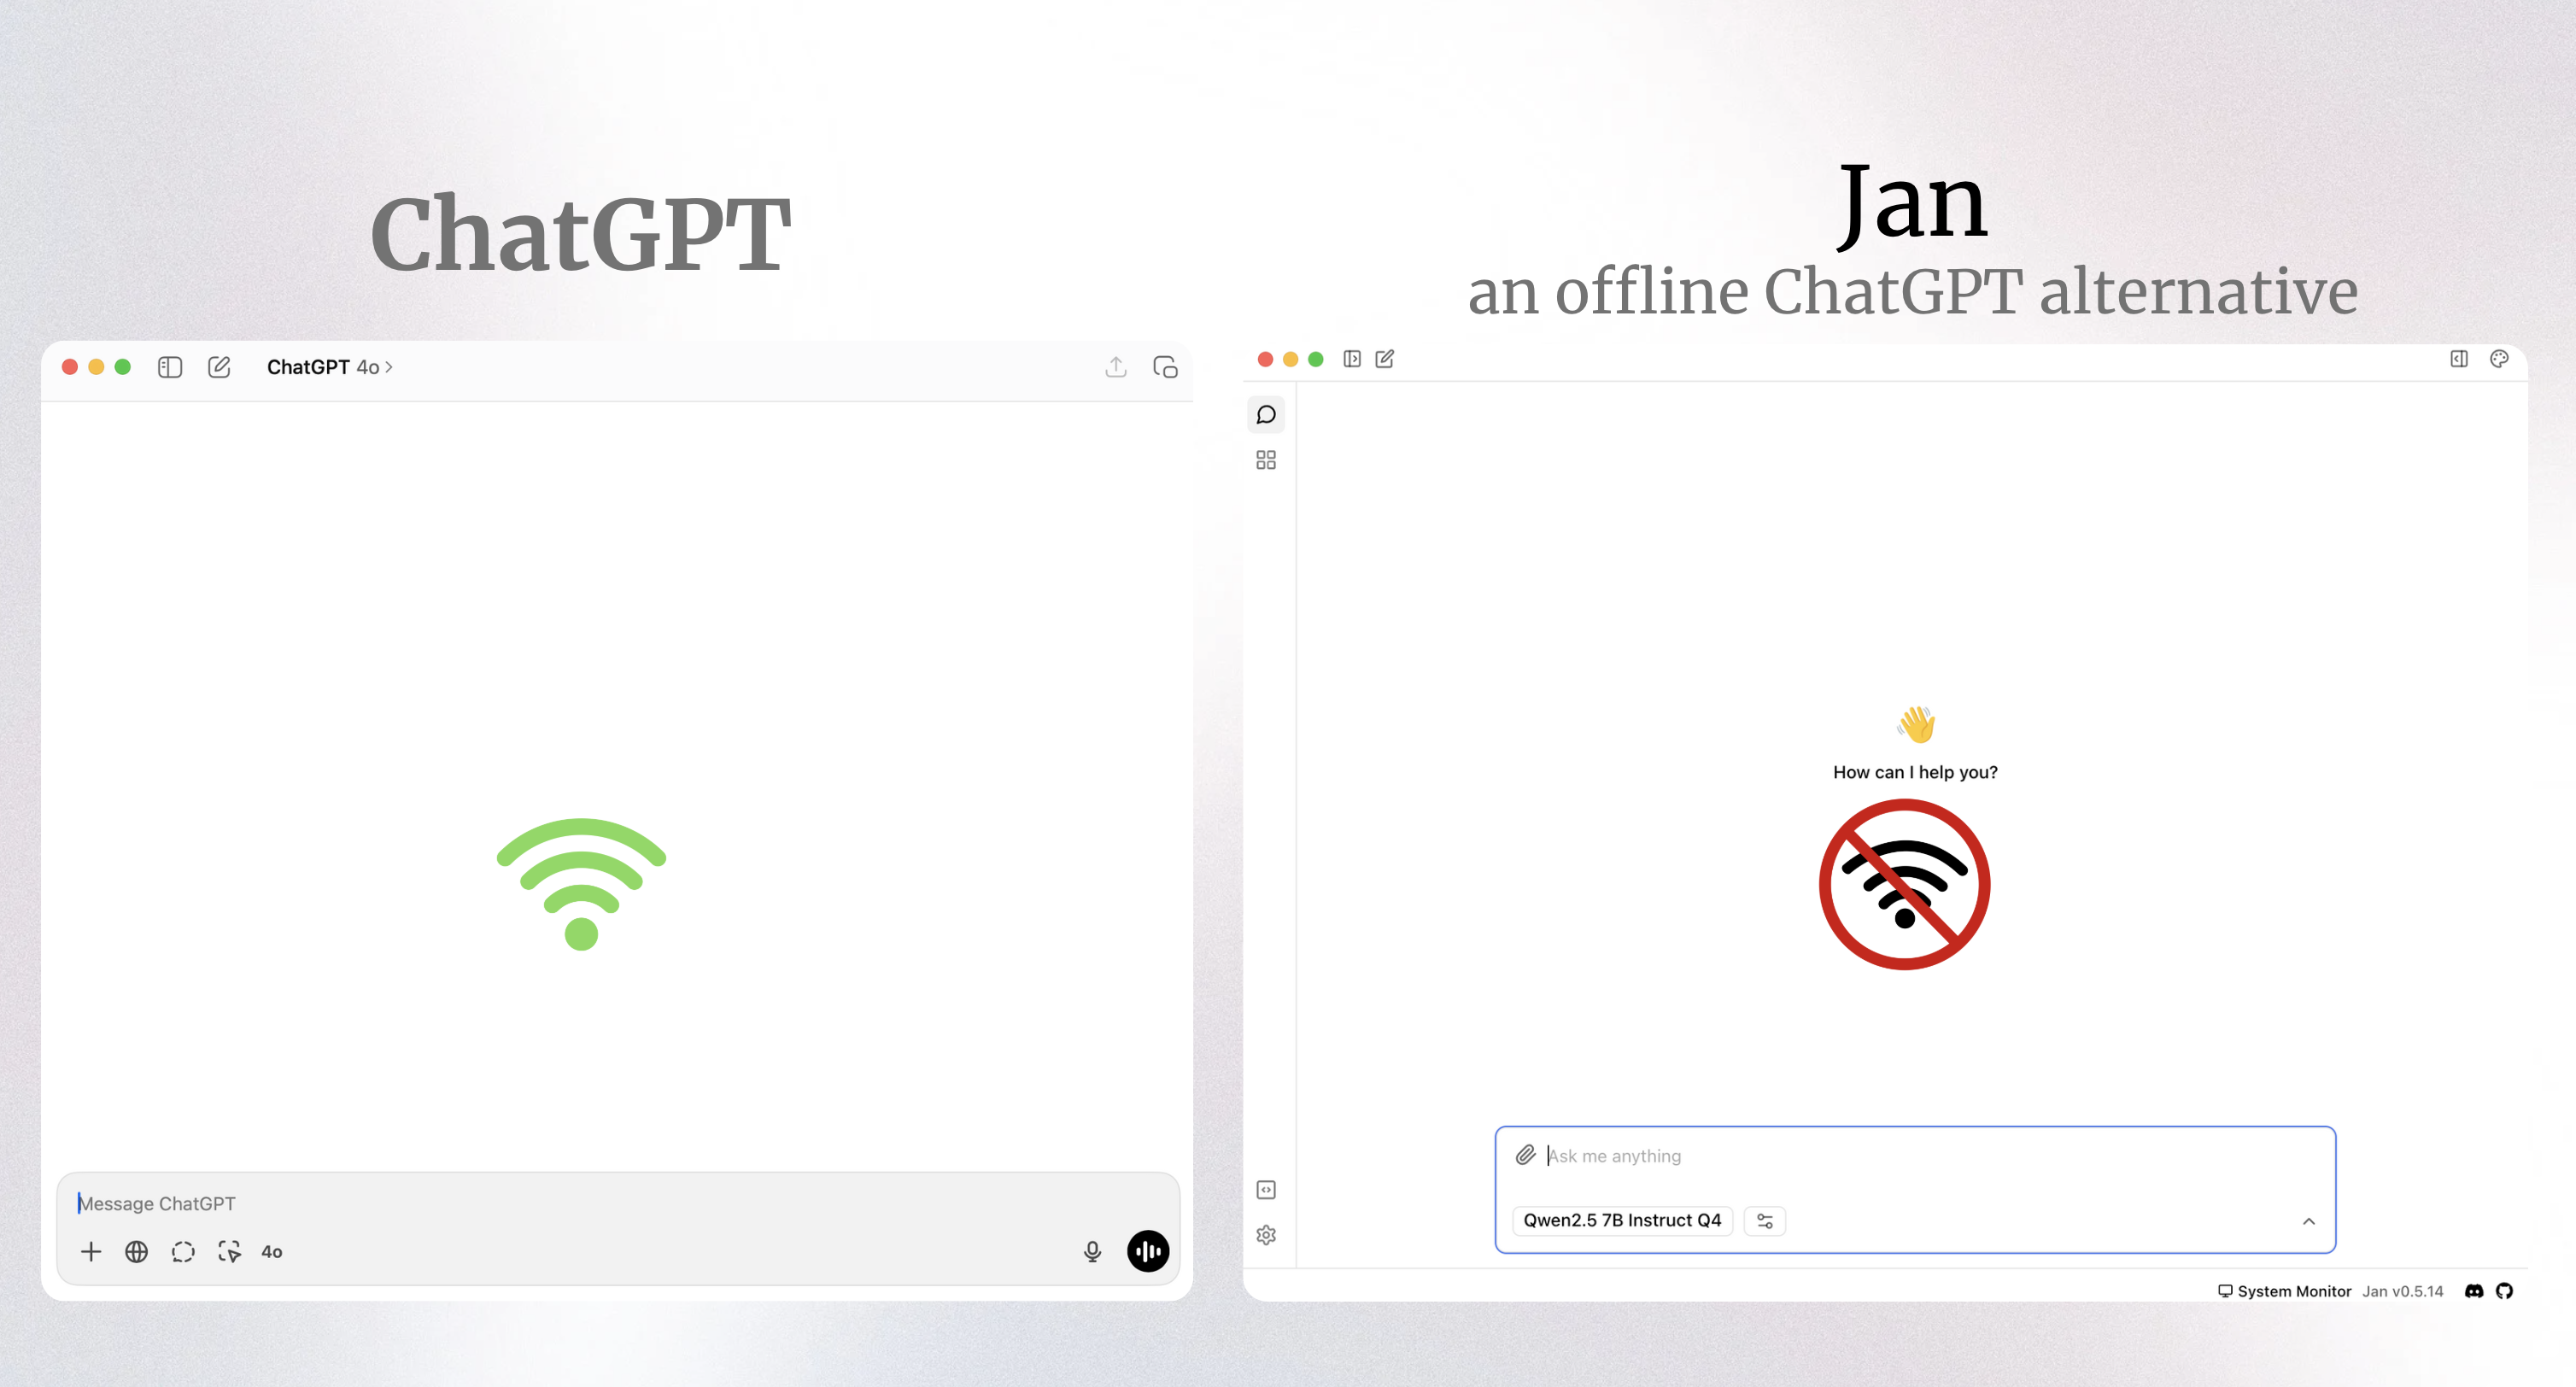 ChatGPT
ChatGPT 4o
Message ChatGPT
4o
Jan
an offline ChatGPT alternative
How can I help you?
Ask me anything
Qwen2.5 7B Instruct Q4
System Monitor Jan v0.5.14